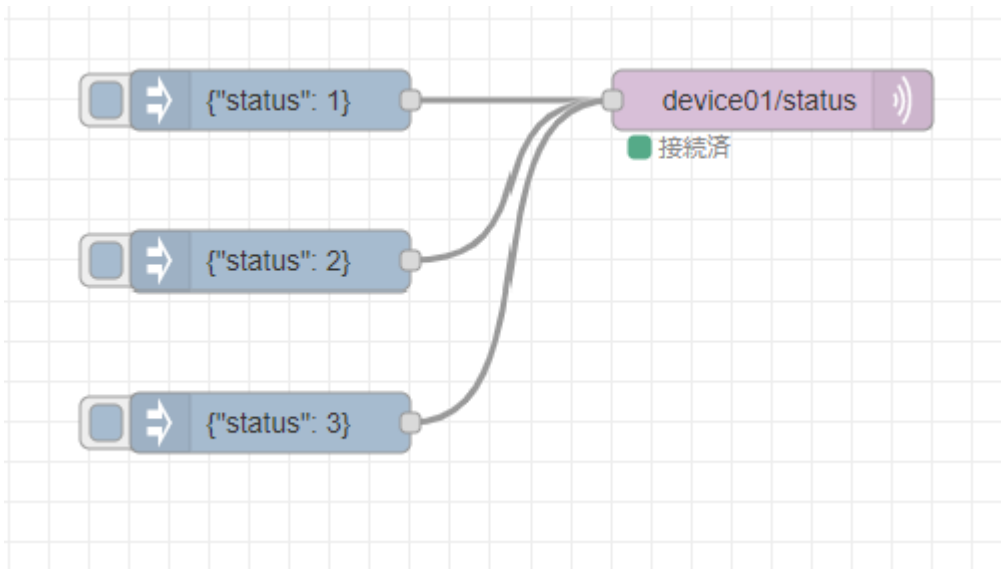 {"status": 1}
device01/status
接続済
{"status": 2}
{"status": 3}